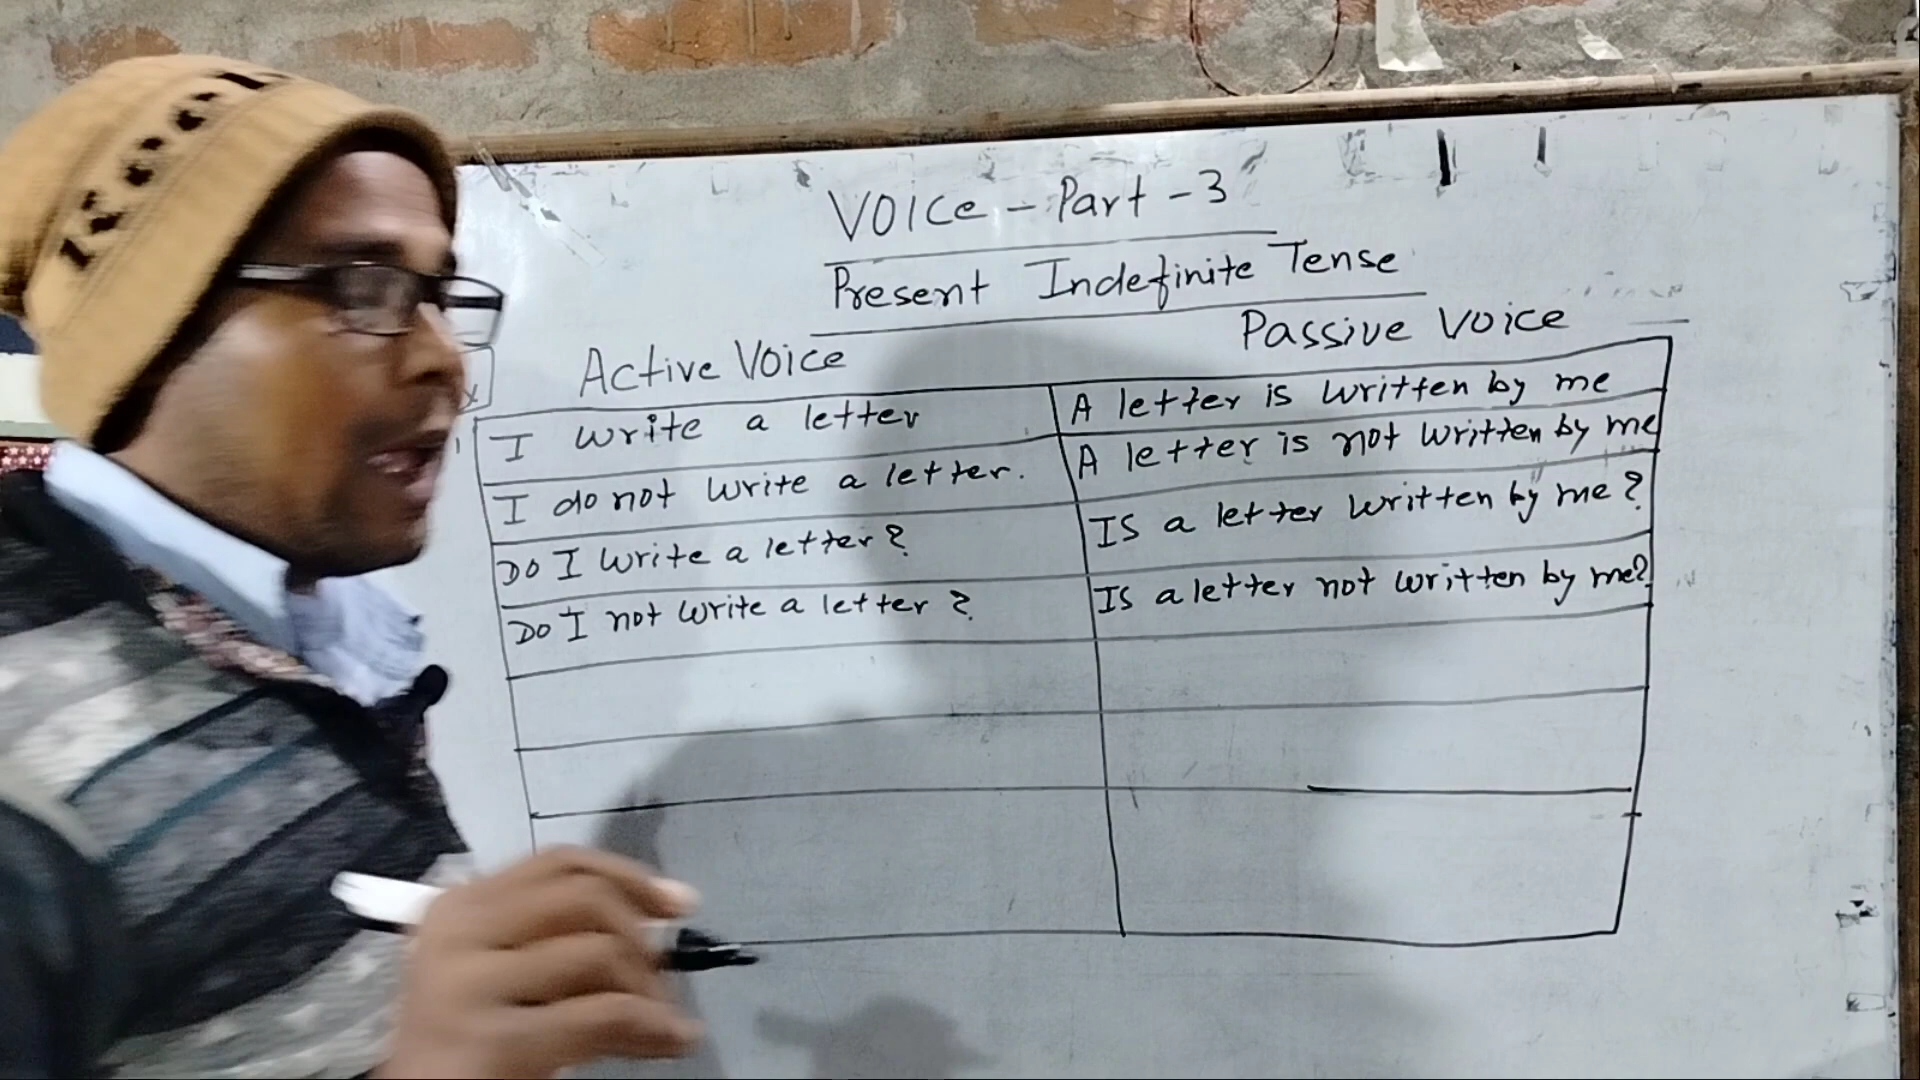 VOICe - Part - 3
Present Indefinite Tense
Active Voice
Passive Voice
I write a letter
A letter is written by me
I do not write a letter.
A letter is not written by me
Do I write a letter?
Is a letter written by me?
Do I not write a letter?
Is a letter not written by me?